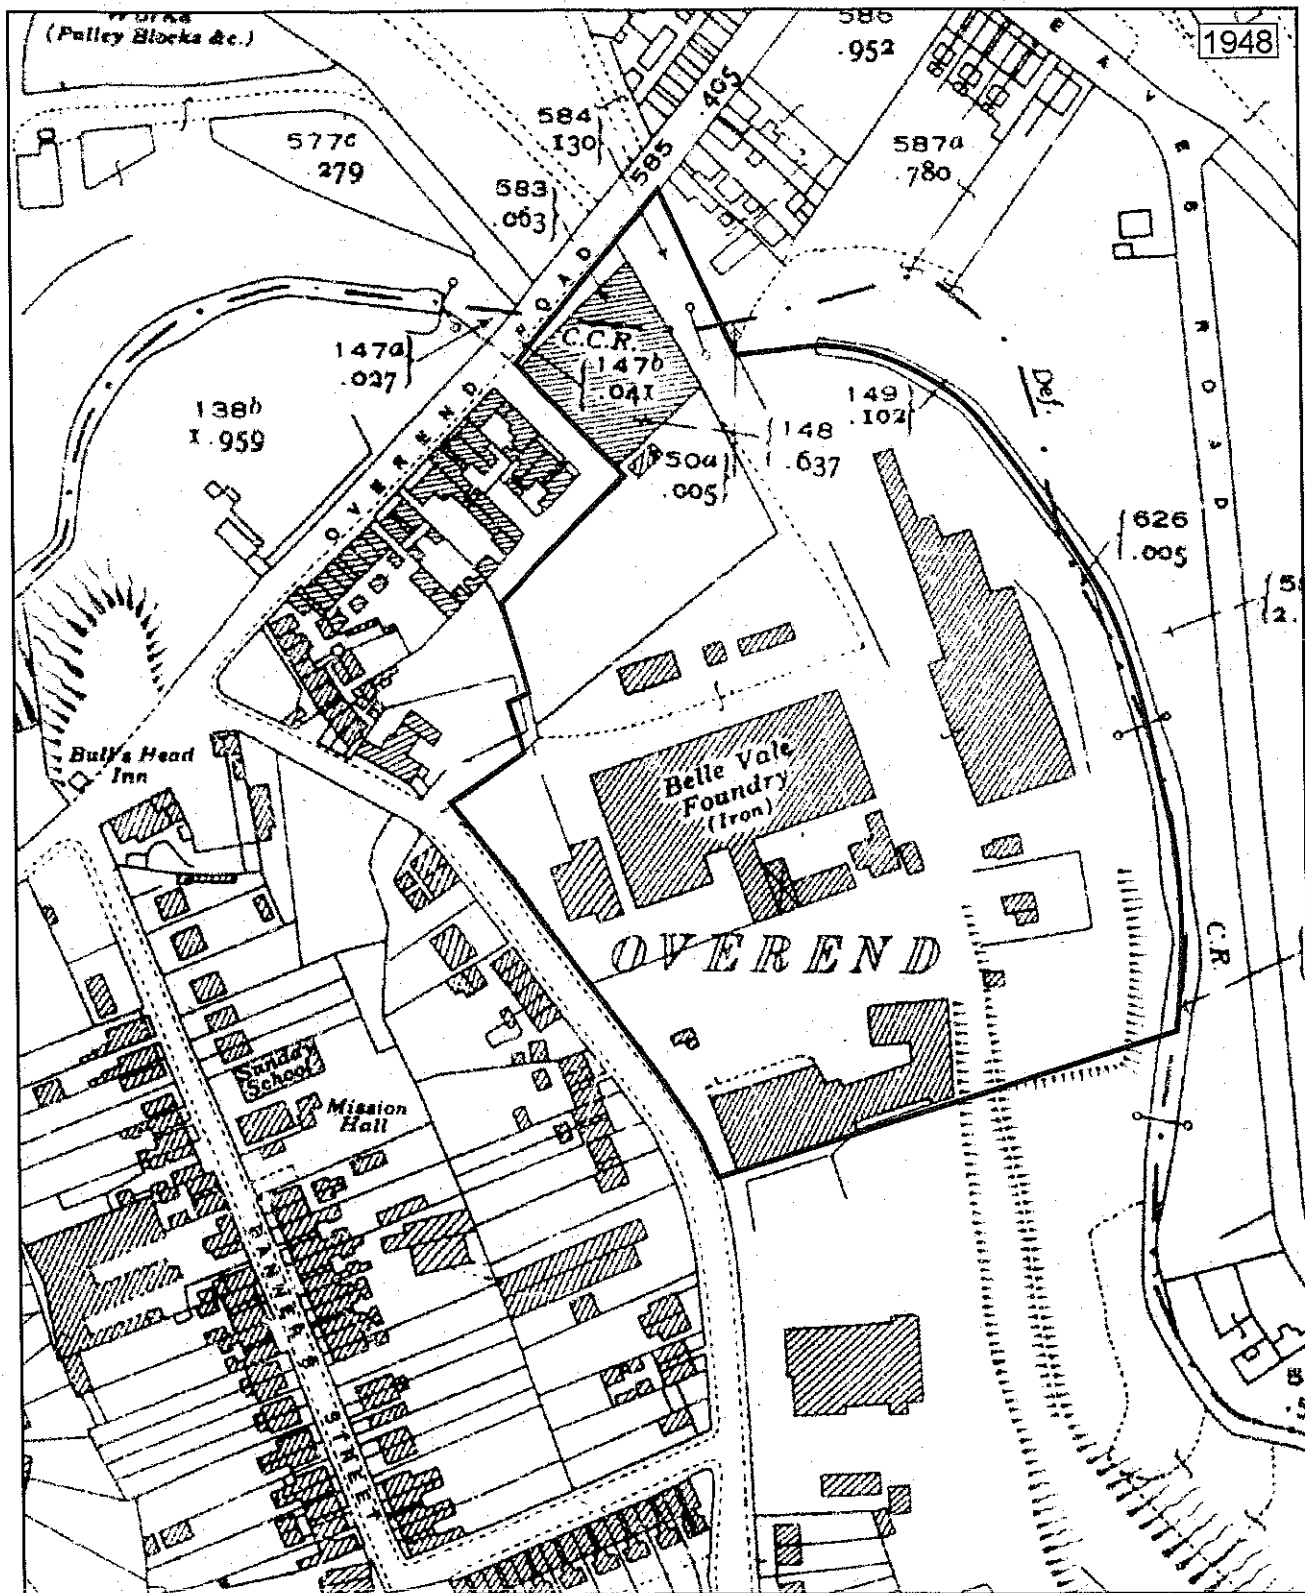 1948
(Pulley Blocks &c.)
586
.952
405
585
584
130
577c
.279
583
.063
587a
.780
ROAD
C.C.R.
147b
.041
147a
.027
138b
1.959
149
.102
Def.
148
.637
50a
.005
OVEREND
626
.005
ROAD
Bull's Head
Inn
Belle Vale
Foundry
(Iron)
OVEREND
C.R.
Sunday
School
Mission
Hall
STREET